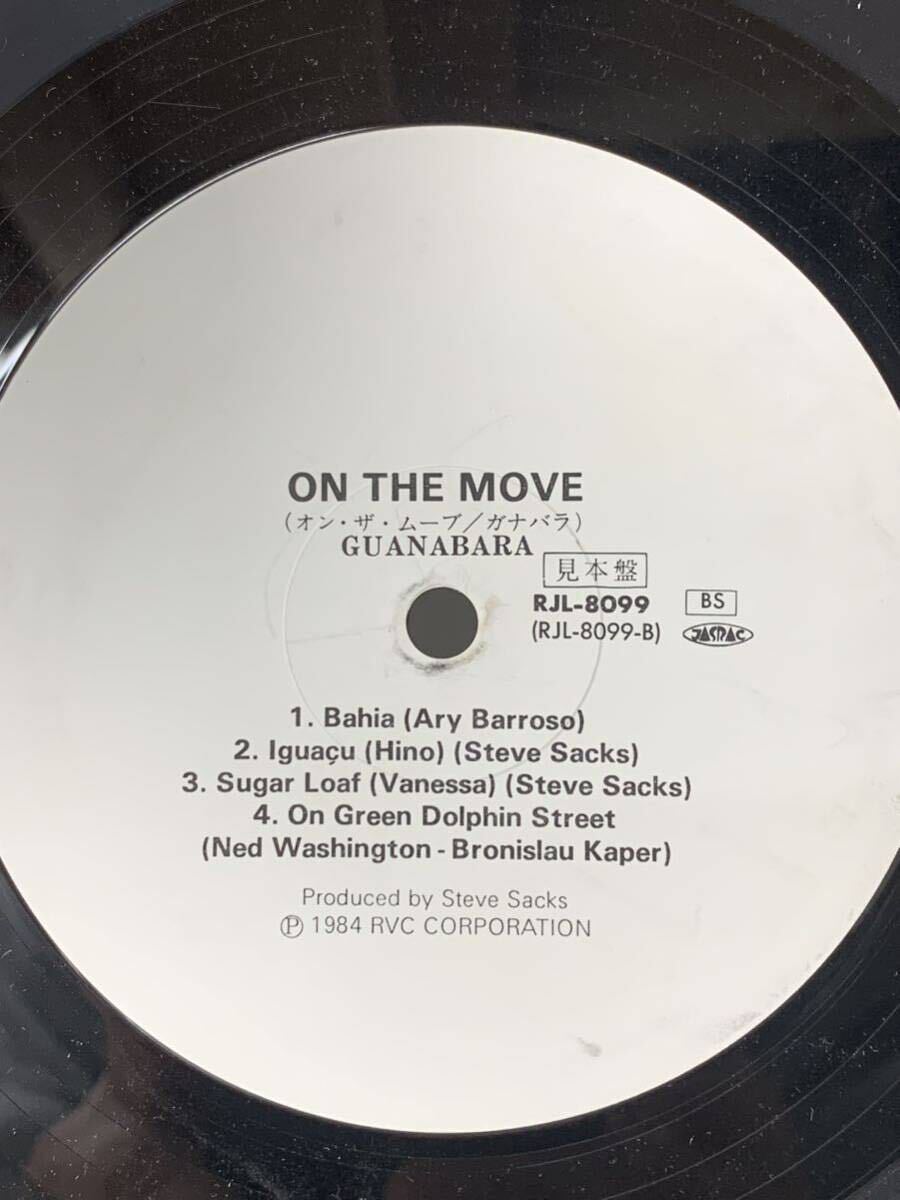 ON THE MOVE
(オン・ザ・ムーブ/ガナバラ)
GUANABARA
見本盤
RJL-8099 BS
(RJL-8099-B) JASRAC
1. Bahia (Ary Barroso)
2. Iguaçu (Hino) (Steve Sacks)
3. Sugar Loaf (Vanessa) (Steve Sacks)
4. On Green Dolphin Street
(Ned Washington - Bronislau Kaper)
Produced by Steve Sacks
Ⓟ 1984 RVC CORPORATION